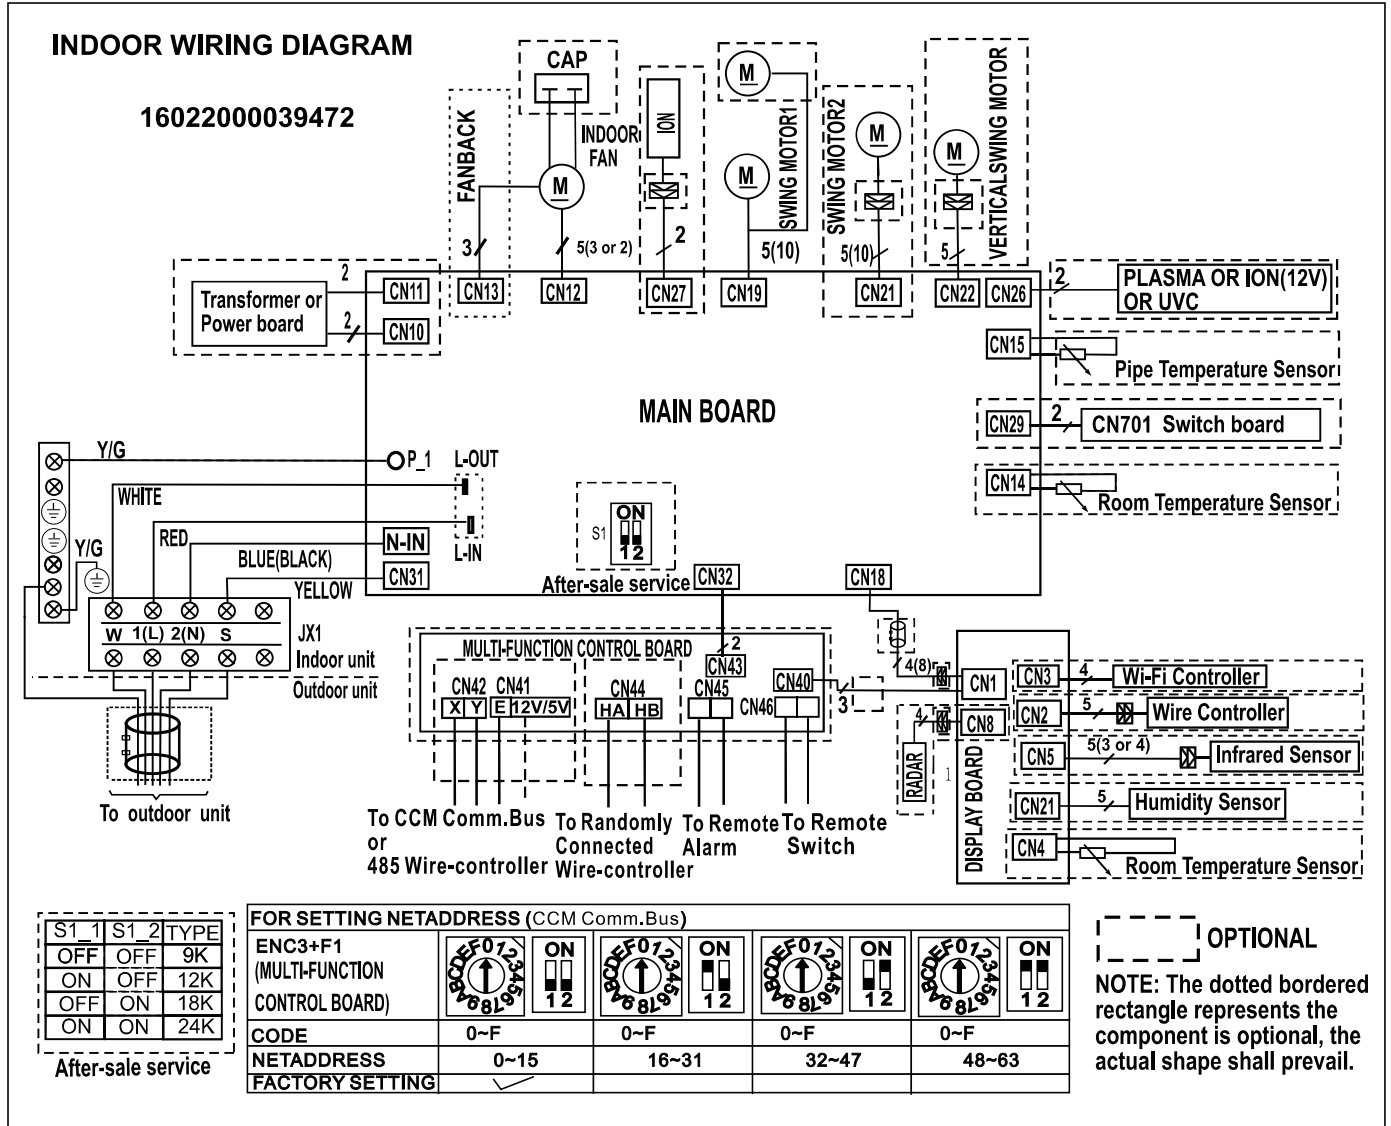 INDOOR WIRING DIAGRAM
16022000039472
CAP
INDOOR
FAN
FANBACK
M
3
5(3 or 2)
ION
2
M
M
SWING MOTOR1
5(10)
SWING MOTOR2
M
5(10)
VERTICALSWING MOTOR
M
5
2
Transformer or
Power board
2
CN11
CN10
CN13
CN12
CN27
CN19
CN21
CN22
CN26
2
PLASMA OR ION(12V)
OR UVC
CN15
Pipe Temperature Sensor
MAIN BOARD
CN29
2
CN701 Switch board
CN14
Room Temperature Sensor
Y/G
P_1
L-OUT
WHITE
RED
N-IN
L-IN
BLUE(BLACK)
Y/G
YELLOW
CN31
S1
ON
12
After-sale service
CN32
CN18
W 1(L) 2(N) S
JX1
Indoor unit
Outdoor unit
To outdoor unit
MULTI-FUNCTION CONTROL BOARD
2
CN43
CN42
CN41
CN44
CN45
CN40
CN46
X Y
E 12V/5V
HA HB
3
4(8)
To CCM Comm.Bus
or
485 Wire-controller
To Randomly
Connected
Wire-controller
To Remote
Alarm
To Remote
Switch
CN1
4
CN8
RADAR
1
DISPLAY BOARD
CN3
4
Wi-Fi Controller
CN2
5
Wire Controller
CN5
5(3 or 4)
Infrared Sensor
CN21
5
Humidity Sensor
CN4
Room Temperature Sensor
S1_1 S1_2 TYPE
OFF OFF 9K
ON OFF 12K
OFF ON 18K
ON ON 24K
After-sale service
FOR SETTING NETADDRESS (CCM Comm.Bus)
ENC3+F1
(MULTI-FUNCTION
CONTROL BOARD)
0123456789ABCDEF
ON
12
0123456789ABCDEF
ON
12
0123456789ABCDEF
ON
12
0123456789ABCDEF
ON
12
CODE 0~F 0~F 0~F 0~F
NETADDRESS 0~15 16~31 32~47 48~63
FACTORY SETTING
OPTIONAL
NOTE: The dotted bordered
rectangle represents the
component is optional, the
actual shape shall prevail.